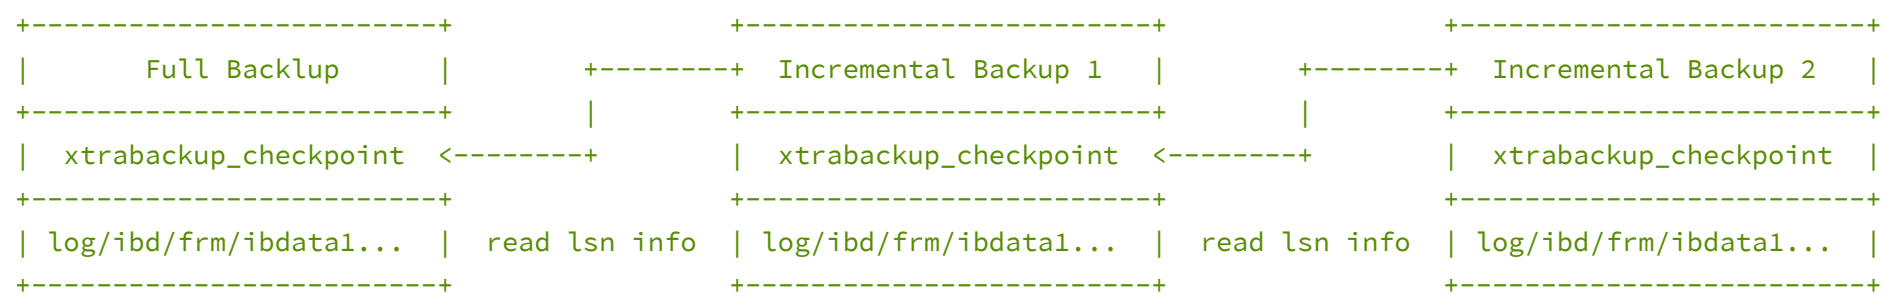 +-------------------------+                 +-------------------------+                 +-------------------------+
|       Full Backlup      |        +--------+  Incremental Backup 1   |        +--------+  Incremental Backup 2   |
+-------------------------+        |        +-------------------------+        |        +-------------------------+
|  xtrabackup_checkpoint  <--------+        |  xtrabackup_checkpoint  <--------+        |  xtrabackup_checkpoint  |
+-------------------------+                 +-------------------------+                 +-------------------------+
| log/ibd/frm/ibdata1...  |  read lsn info  | log/ibd/frm/ibdata1...  |  read lsn info  | log/ibd/frm/ibdata1...  |
+-------------------------+                 +-------------------------+                 +-------------------------+